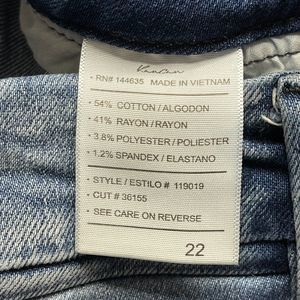 KanCan
• RN# 144635 • MADE IN VIETNAM
• 54% COTTON / ALGODON
• 41% RAYON / RAYON
• 3.8% POLYESTER / POLIESTER
• 1.2% SPANDEX / ELASTANO
• STYLE / ESTILO # 119019
• CUT # 36155
• SEE CARE ON REVERSE
22